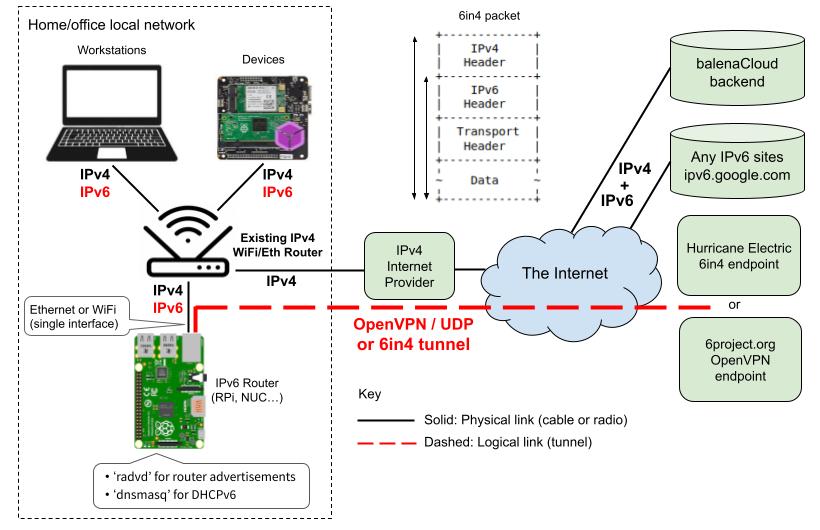 Home/office local network
Workstations
Devices
IPv4
IPv6
IPv4
IPv6
Existing IPv4
WiFi/Eth Router
IPv4
IPv4
IPv6
Ethernet or WiFi
(single interface)
IPv6 Router
(RPi, NUC…)
• ‘radvd’ for router advertisements
• ‘dnsmasq’ for DHCPv6
6in4 packet
IPv4
Header
IPv6
Header
Transport
Header
~ Data ~
IPv4
Internet
Provider
The Internet
OpenVPN / UDP
or 6in4 tunnel
IPv4
+
IPv6
balenaCloud
backend
Any IPv6 sites
ipv6.google.com
Hurricane Electric
6in4 endpoint
or
6project.org
OpenVPN
endpoint
Key
Solid: Physical link (cable or radio)
Dashed: Logical link (tunnel)